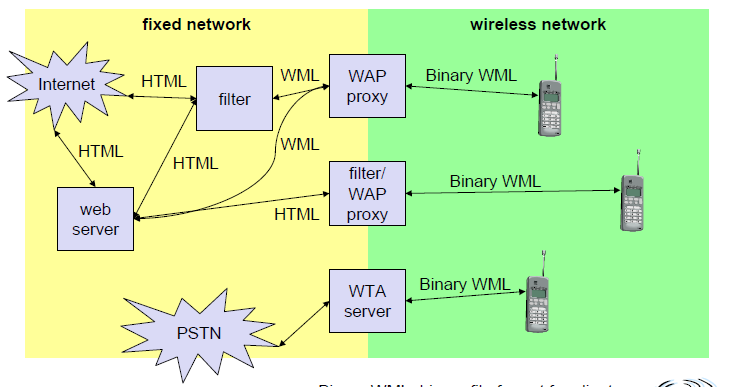 fixed network
wireless network
Internet
HTML
filter
WML
WAP
proxy
Binary WML
HTML
HTML
WML
web
server
HTML
filter/
WAP
proxy
Binary WML
PSTN
WTA
server
Binary WML